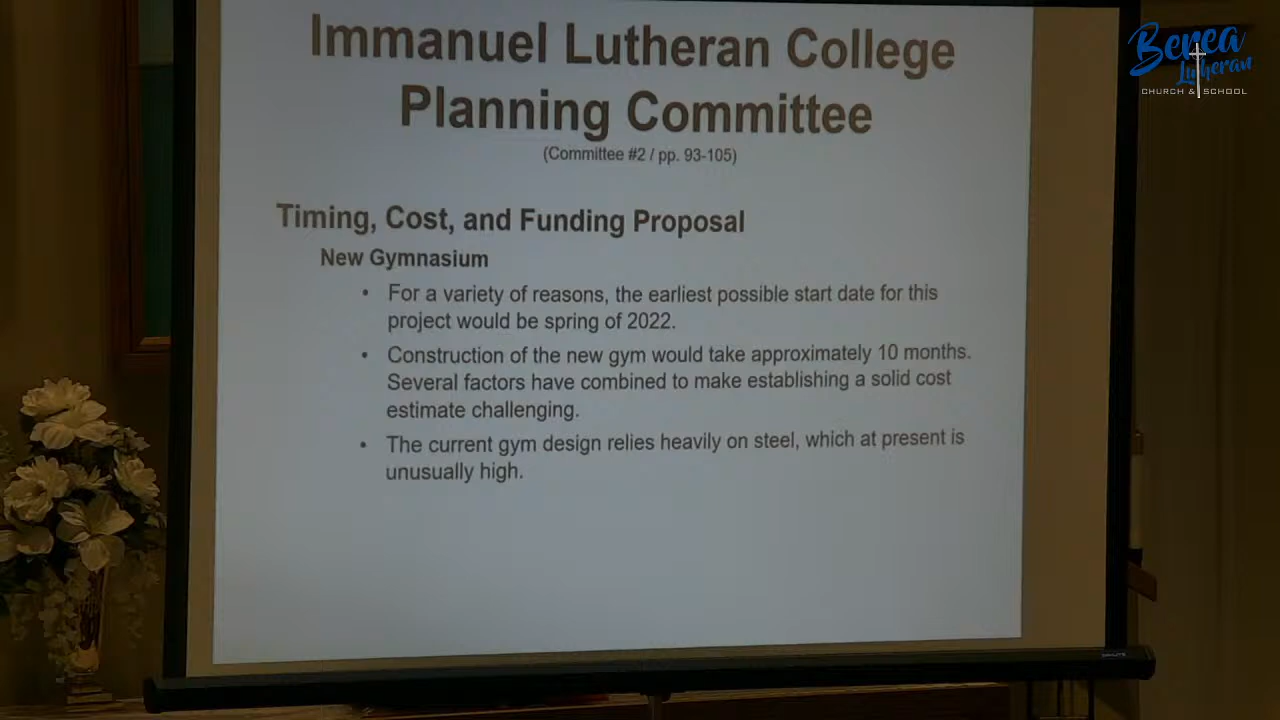 Immanuel Lutheran College
Planning Committee
(Committee #2 / pp. 93-105)
Timing, Cost, and Funding Proposal
New Gymnasium
• For a variety of reasons, the earliest possible start date for this
project would be spring of 2022.
• Construction of the new gym would take approximately 10 months.
Several factors have combined to make establishing a solid cost
estimate challenging.
• The current gym design relies heavily on steel, which at present is
unusually high.
Berea
Lutheran
CHURCH & SCHOOL